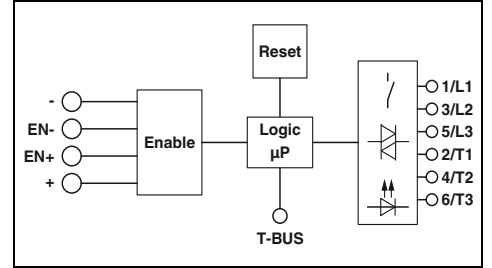 Reset
-
EN-
EN+
+
Enable
Logic
µP
T-BUS
1/L1
3/L2
5/L3
2/T1
4/T2
6/T3